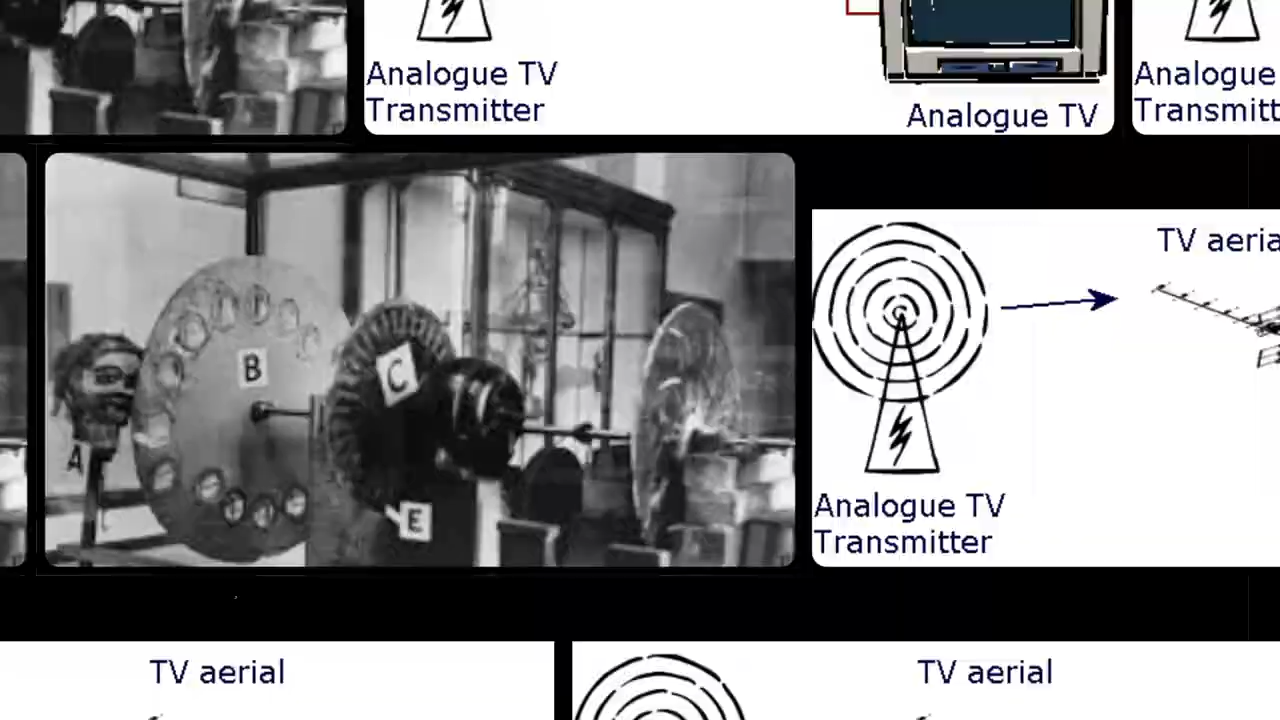 Analogue TV
Transmitter
Analogue TV
Analogue
Transmitt
A
B
C
E
TV aeria
Analogue TV
Transmitter
TV aerial
TV aerial